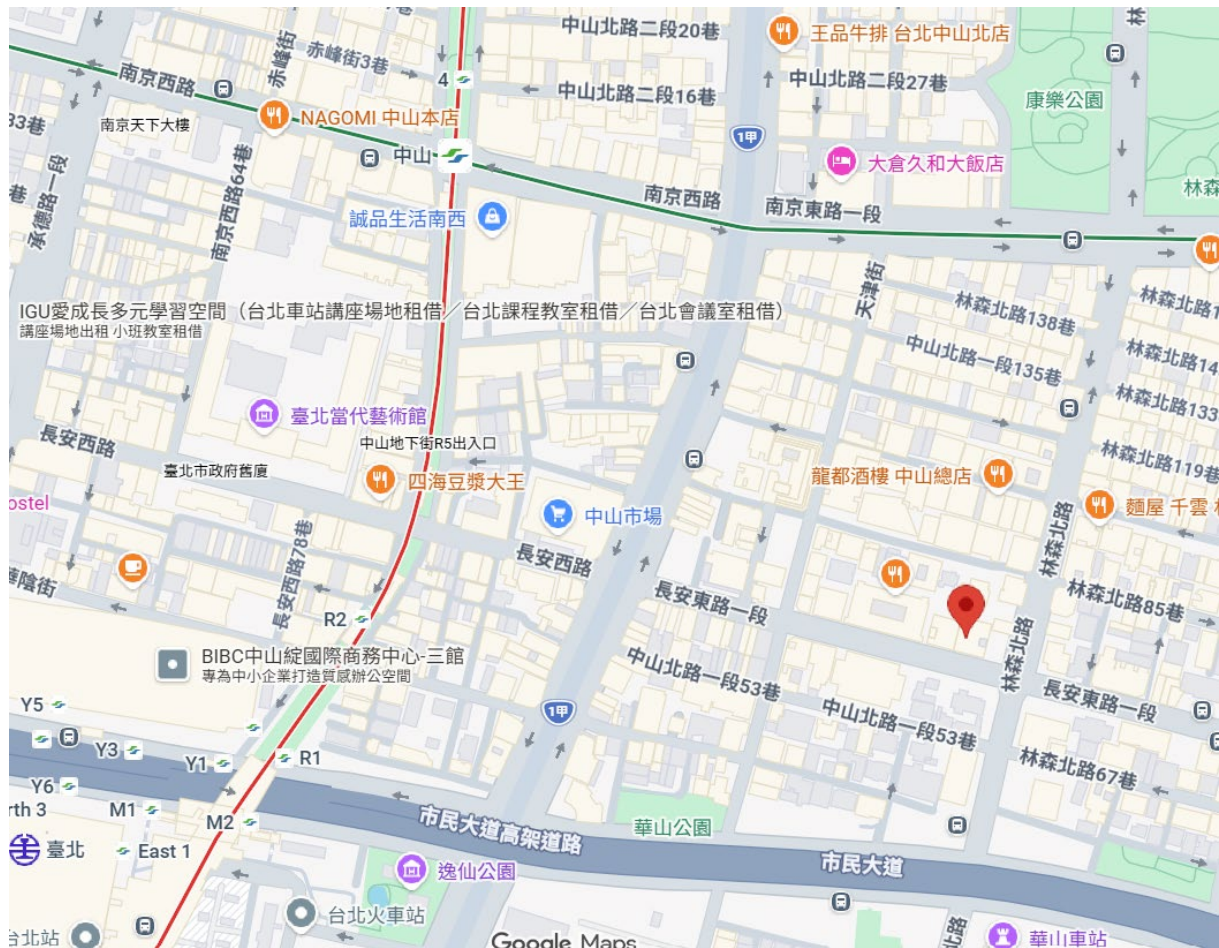 中山北路二段20巷
王品牛排 台北中山北店
林
赤峰街
赤峰街3巷
南京西路
4
中山北路二段27巷
中山北路二段16巷
康樂公園
NAGOMI 中山本店
33巷
南京天下大樓
1甲
中山
大倉久和大飯店
南京西路64巷
巷
承德路一段
誠品生活南西
南京西路
南京東路一段
林森
天津街
IGU愛成長多元學習空間（台北車站講座場地租借／台北課程教室租借／台北會議室租借）
講座場地出租 小班教室租借
林森北路138巷
林森北路1
中山北路一段135巷
林森北路14
林森北路133巷
臺北當代藝術館
長安西路
中山地下街R5出入口
林森北路119巷
臺北市政府舊廈
四海豆漿大王
龍都酒樓 中山總店
ostel
中山市場
麵屋 千雲
林森北路
長安西路78巷
長安西路
陰街
長安東路一段
林森北路85巷
R2
BIBC中山綻國際商務中心-三館
專為中小企業打造質感辦公空間
中山北路一段53巷
林森北路
長安東路一段
Y5
1甲
中山北路一段53巷
Y3
Y1
R1
林森北路67巷
Y6
rth 3
M1
M2
市民大道高架道路
華山公園
臺北
East 1
市民大道
逸仙公園
台北火車站
台北站
北路
華山車站
Google Maps